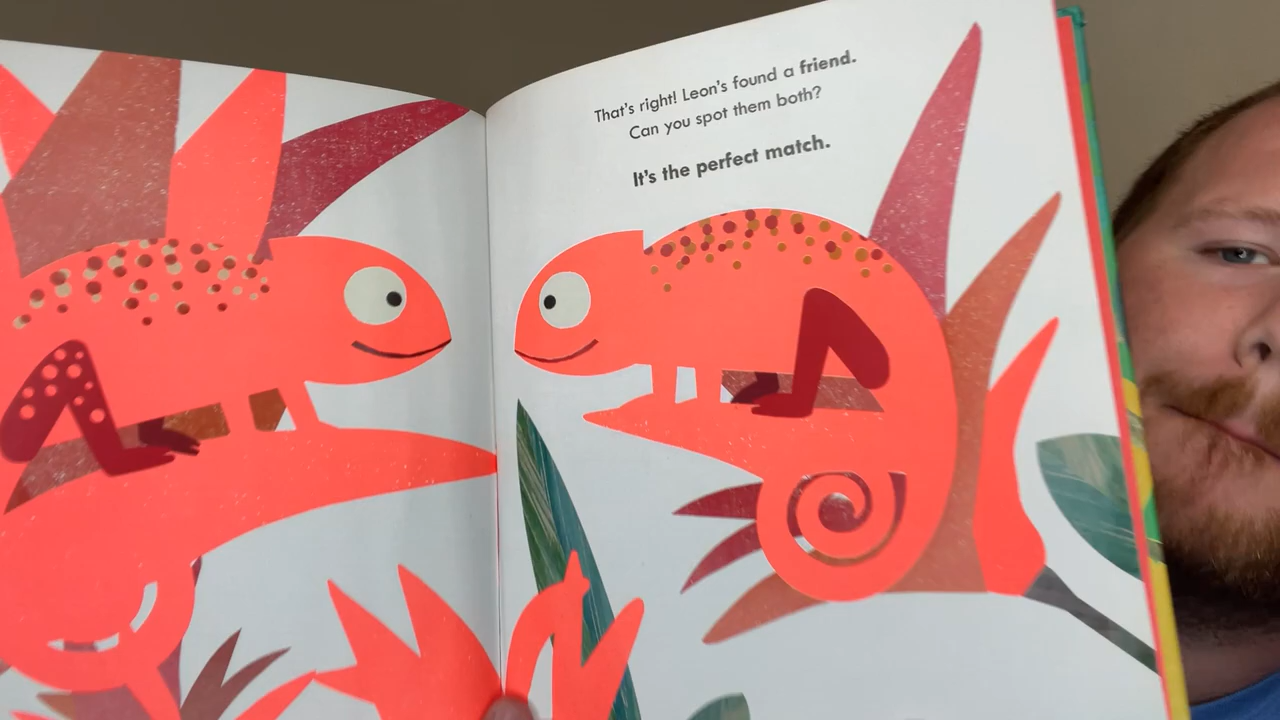 That's right! Leon's found a friend.
Can you spot them both?
It's the perfect match.